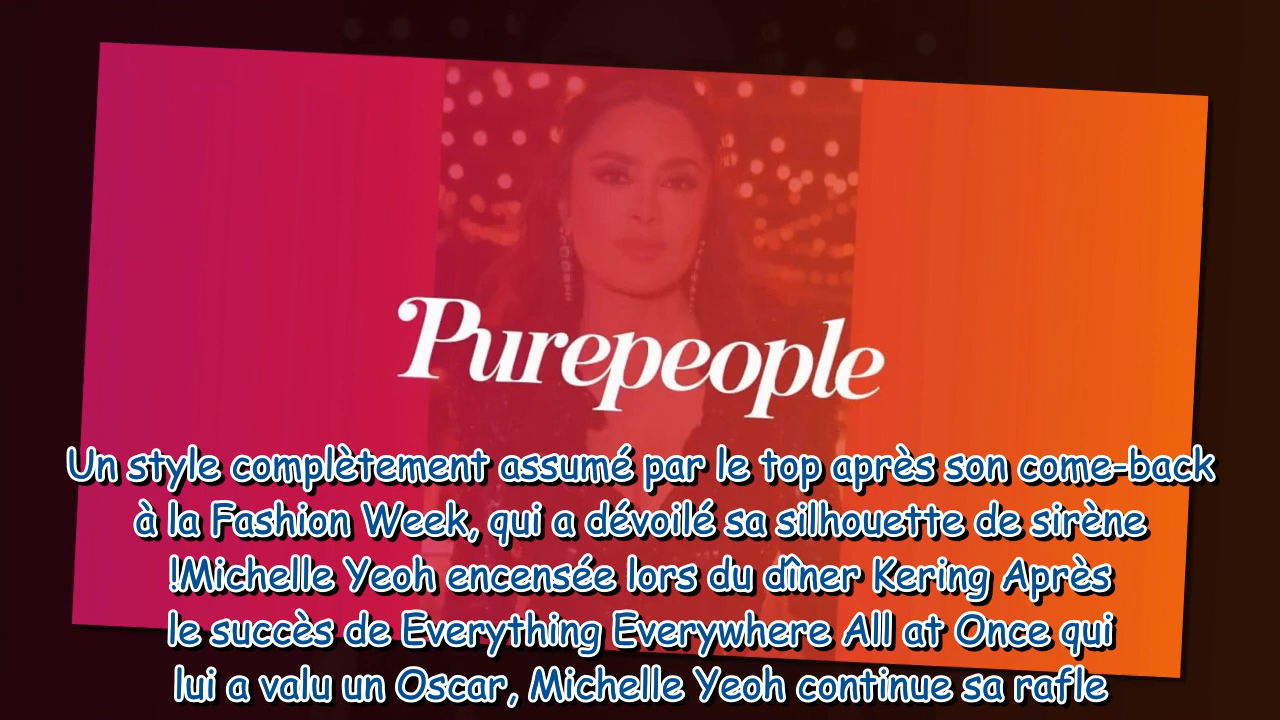 Purepeople
Un style complètement assumé par le top après son come-back
à la Fashion Week, qui a dévoilé sa silhouette de sirène
!Michelle Yeoh encensée lors du dîner Kering Après
le succès de Everything Everywhere All at Once qui
lui a valu un Oscar, Michelle Yeoh continue sa rafle